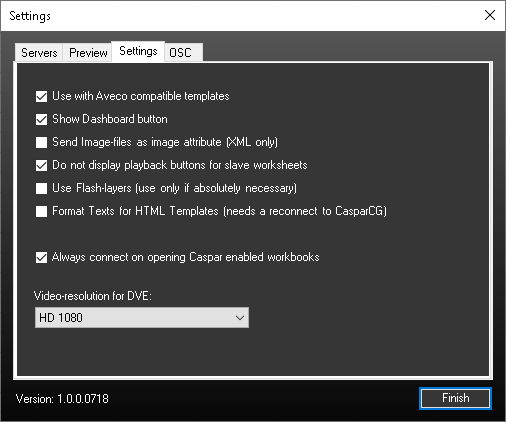 Settings
Servers Preview Settings OSC
Use with Aveco compatible templates
Show Dashboard button
Send Image-files as image attribute (XML only)
Do not display playback buttons for slave worksheets
Use Flash-layers (use only if absolutely necessary)
Format Texts for HTML Templates (needs a reconnect to CasparCG)
Always connect on opening Caspar enabled workbooks
Video-resolution for DVE:
HD 1080
Version: 1.0.0.0718 Finish